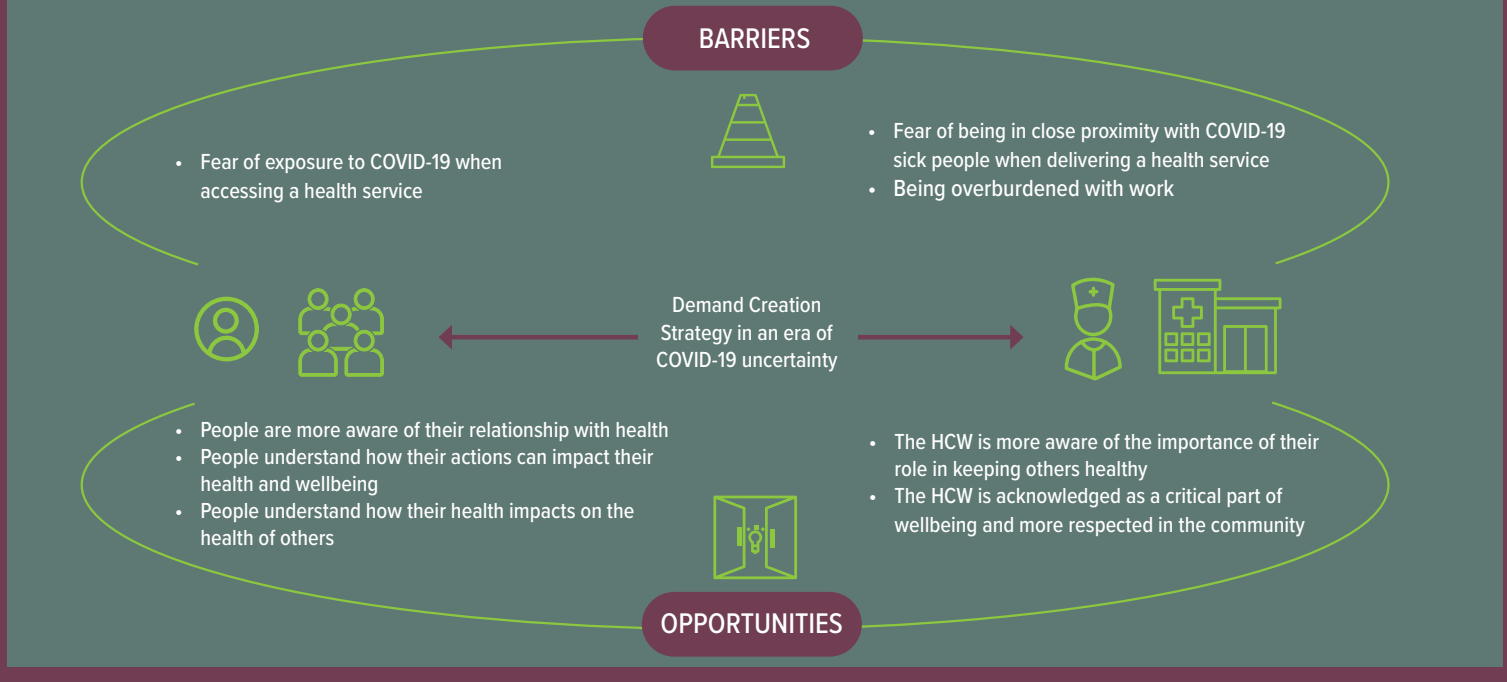 BARRIERS
• Fear of exposure to COVID-19 when
accessing a health service
• Fear of being in close proximity with COVID-19
sick people when delivering a health service
• Being overburdened with work
Demand Creation
Strategy in an era of
COVID-19 uncertainty
• People are more aware of their relationship with health
• People understand how their actions can impact their
health and wellbeing
• People understand how their health impacts on the
health of others
• The HCW is more aware of the importance of their
role in keeping others healthy
• The HCW is acknowledged as a critical part of
wellbeing and more respected in the community
OPPORTUNITIES